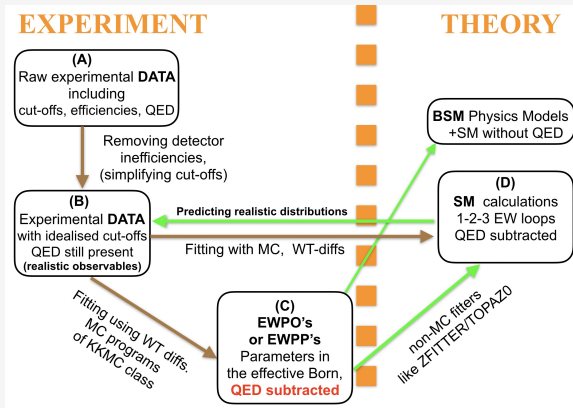 EXPERIMENT
THEORY
(A)
Raw experimental DATA
including
cut-offs, efficiencies, QED
Removing detector
inefficiencies,
(simplifying cut-offs)
BSM Physics Models
+SM without QED
(B)
Experimental DATA
with idealised cut-offs
QED still present
(realistic observables)
Predicting realistic distributions
Fitting with MC, WT-diffs
(D)
SM calculations
1-2-3 EW loops
QED subtracted
Fitting using WT diffs.
MC programs
of KKMC class
(C)
EWPO's
or EWPP's
Parameters in
the effective Born,
QED subtracted
non-MC fitters
like ZFITTER/TOPAZ0